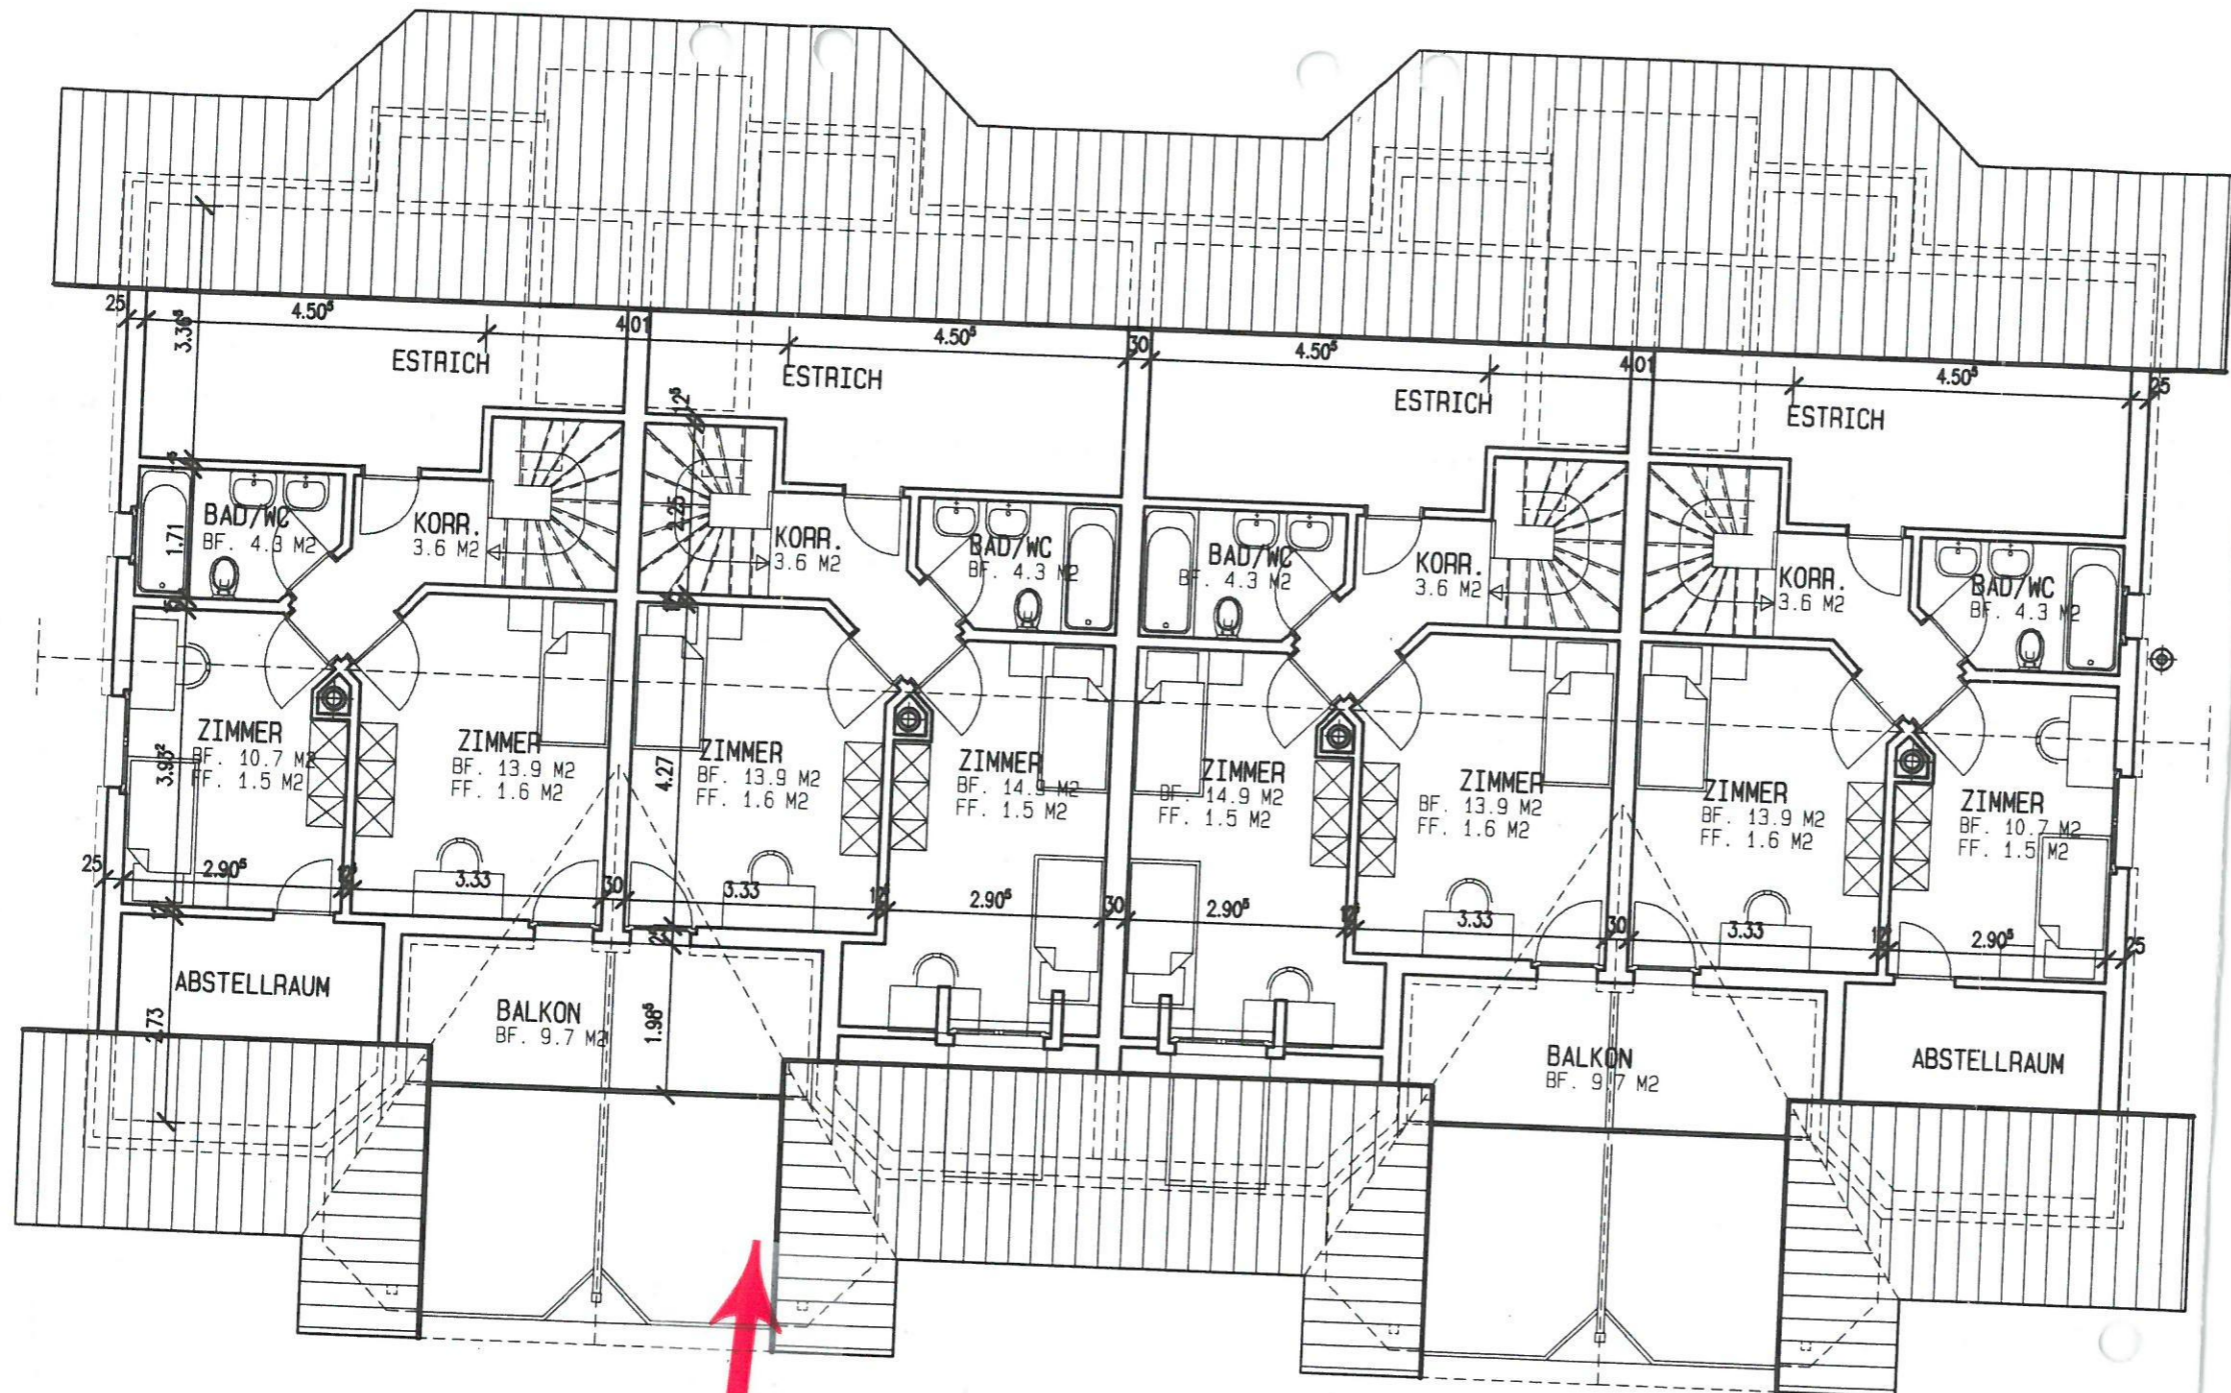 25
4.50⁵
4.01
4.50⁵
30
4.50⁵
4.01
4.50⁵
25
3.36⁵
ESTRICH
ESTRICH
ESTRICH
ESTRICH
12⁵
BAD/WC
BF. 4.3 M2
1.71
KORR.
3.6 M2
2.25
KORR.
3.6 M2
BAD/WC
BF. 4.3 M2
BAD/WC
BF. 4.3 M2
KORR.
3.6 M2
KORR.
3.6 M2
BAD/WC
BF. 4.3 M2
ZIMMER
BF. 10.7 M2
FF. 1.5 M2
3.93²
ZIMMER
BF. 13.9 M2
FF. 1.6 M2
4.27
ZIMMER
BF. 13.9 M2
FF. 1.6 M2
ZIMMER
BF. 14.9 M2
FF. 1.5 M2
ZIMMER
BF. 14.9 M2
FF. 1.5 M2
ZIMMER
BF. 13.9 M2
FF. 1.6 M2
ZIMMER
BF. 13.9 M2
FF. 1.6 M2
ZIMMER
BF. 10.7 M2
FF. 1.5 M2
25
2.90⁵
3.33
30
3.33
2.90⁵
30
2.90⁵
3.33
30
3.33
2.90⁵
25
ABSTELLRAUM
2.73
BALKON
BF. 9.7 M2
1.98⁵
BALKON
BF. 9.7 M2
ABSTELLRAUM